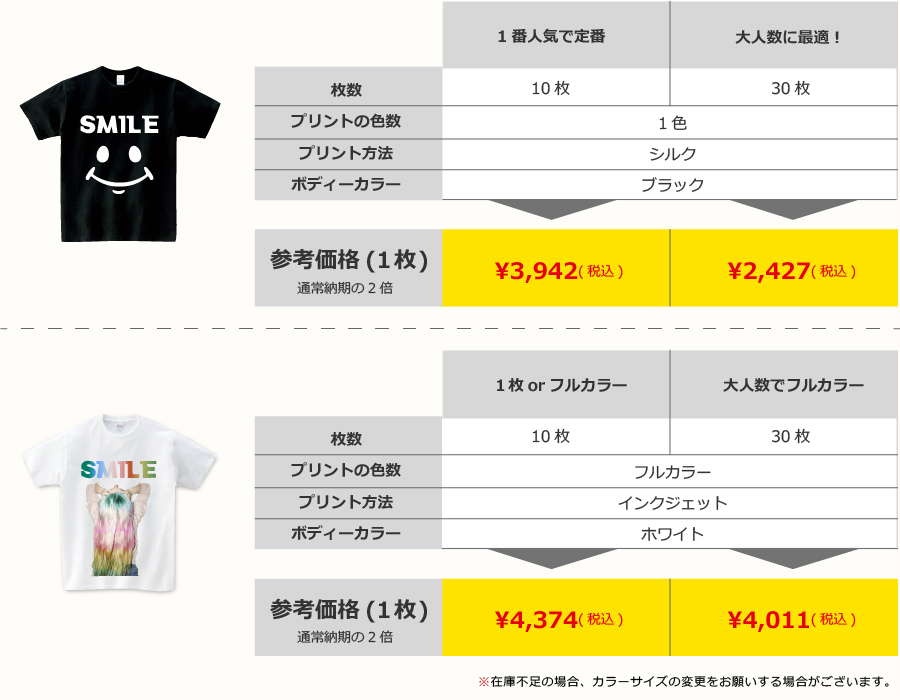 1番人気で定番 大人数に最適！
枚数 10枚 30枚
SMILE
プリントの色数 1色
プリント方法 シルク
ボディーカラー ブラック
参考価格(1枚) ¥3,942(税込) ¥2,427(税込)
通常納期の2倍
1枚 or フルカラー 大人数でフルカラー
枚数 10枚 30枚
SMILE
プリントの色数 フルカラー
プリント方法 インクジェット
ボディーカラー ホワイト
参考価格(1枚) ¥4,374(税込) ¥4,011(税込)
通常納期の2倍
※在庫不足の場合、カラーサイズの変更をお願いする場合がございます。